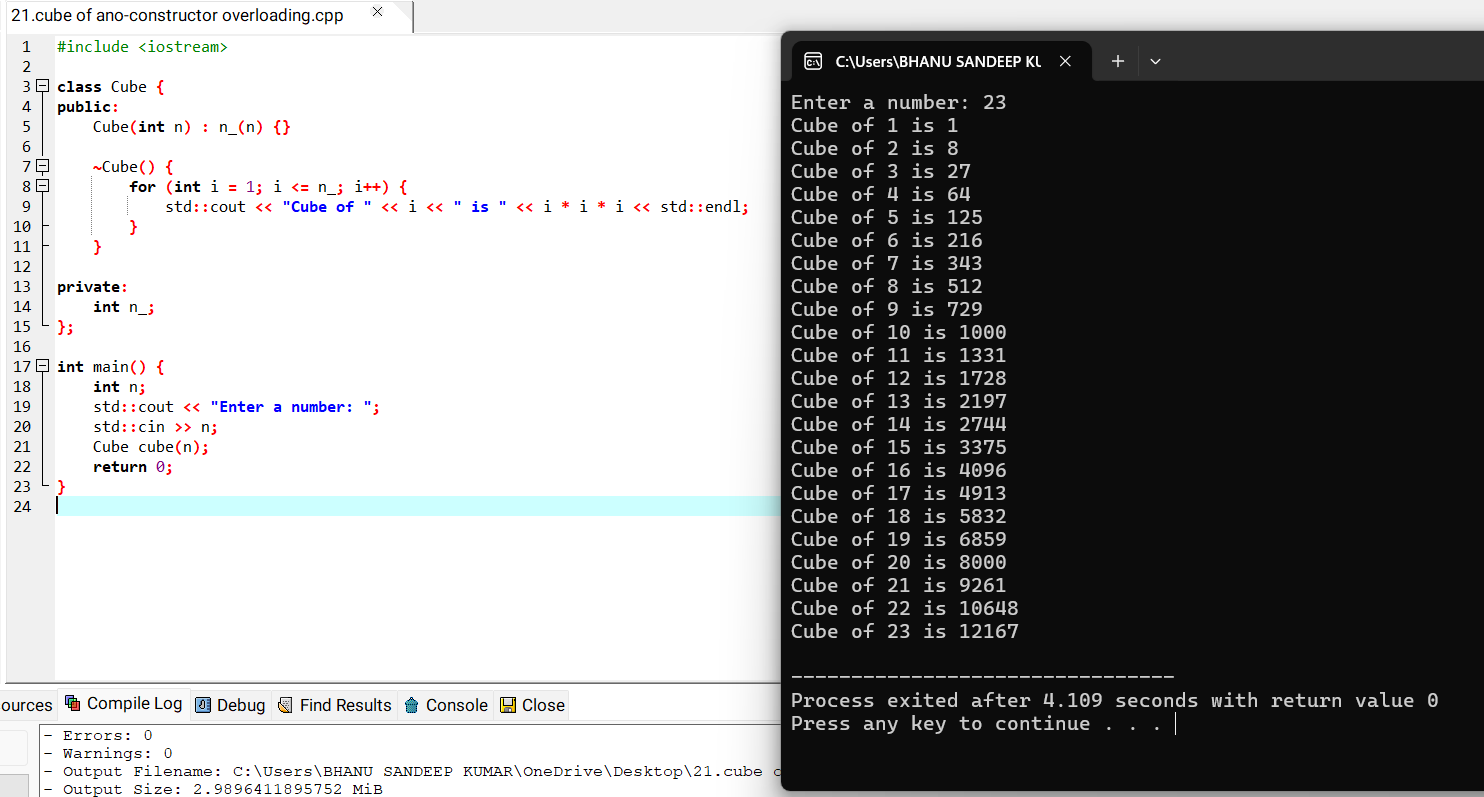 21.cube of ano-constructor overloading.cpp
1 #include <iostream>
2
3 class Cube {
4 public:
5     Cube(int n) : n_(n) {}
6
7     ~Cube() {
8         for (int i = 1; i <= n_; i++) {
9             std::cout << "Cube of " << i << " is " << i * i * i << std::endl;
10         }
11     }
12
13 private:
14     int n_;
15 };
16
17 int main() {
18     int n;
19     std::cout << "Enter a number: ";
20     std::cin >> n;
21     Cube cube(n);
22     return 0;
23 }
24
ources Compile Log Debug Find Results Console Close
- Errors: 0
- Warnings: 0
- Output Filename: C:\Users\BHANU SANDEEP KUMAR\OneDrive\Desktop\21.cube
- Output Size: 2.9896411895752 MiB
C:\Users\BHANU SANDEEP KU
Enter a number: 23
Cube of 1 is 1
Cube of 2 is 8
Cube of 3 is 27
Cube of 4 is 64
Cube of 5 is 125
Cube of 6 is 216
Cube of 7 is 343
Cube of 8 is 512
Cube of 9 is 729
Cube of 10 is 1000
Cube of 11 is 1331
Cube of 12 is 1728
Cube of 13 is 2197
Cube of 14 is 2744
Cube of 15 is 3375
Cube of 16 is 4096
Cube of 17 is 4913
Cube of 18 is 5832
Cube of 19 is 6859
Cube of 20 is 8000
Cube of 21 is 9261
Cube of 22 is 10648
Cube of 23 is 12167
--------------------------------
Process exited after 4.109 seconds with return value 0
Press any key to continue . . .